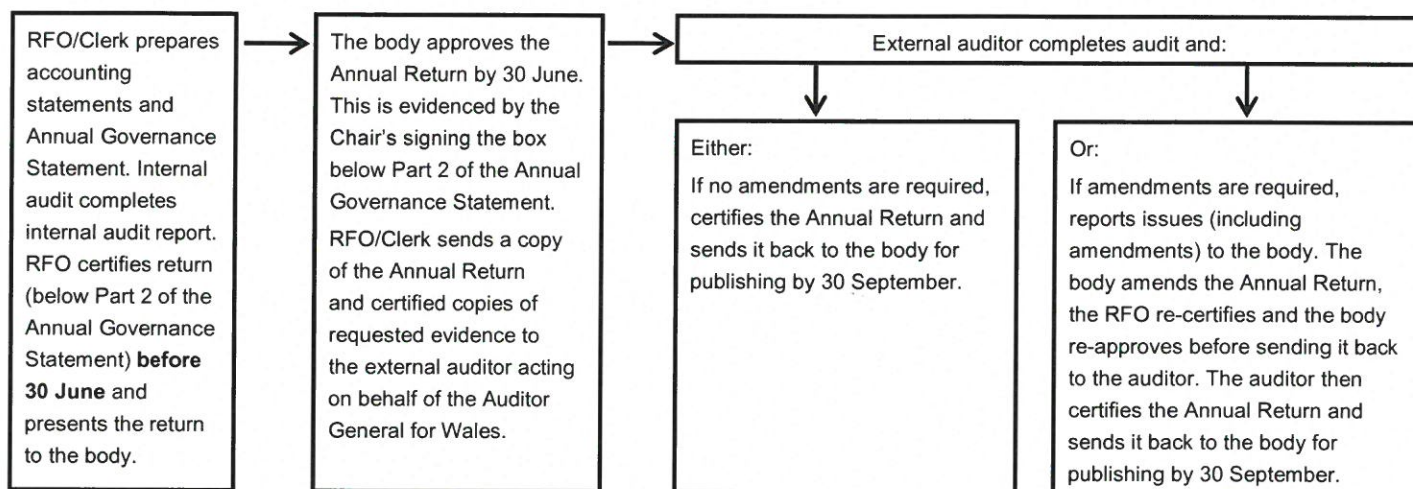 RFO/Clerk prepares
accounting
statements and
Annual Governance
Statement. Internal
audit completes
internal audit report.
RFO certifies return
(below Part 2 of the
Annual Governance
Statement) before
30 June and
presents the return
to the body.
The body approves the
Annual Return by 30 June.
This is evidenced by the
Chair's signing the box
below Part 2 of the Annual
Governance Statement.
RFO/Clerk sends a copy
of the Annual Return
and certified copies of
requested evidence to
the external auditor acting
on behalf of the Auditor
General for Wales.
External auditor completes audit and:
Either:
If no amendments are required,
certifies the Annual Return and
sends it back to the body for
publishing by 30 September.
Or:
If amendments are required,
reports issues (including
amendments) to the body. The
body amends the Annual Return,
the RFO re-certifies and the body
re-approves before sending it back
to the auditor. The auditor then
certifies the Annual Return and
sends it back to the body for
publishing by 30 September.